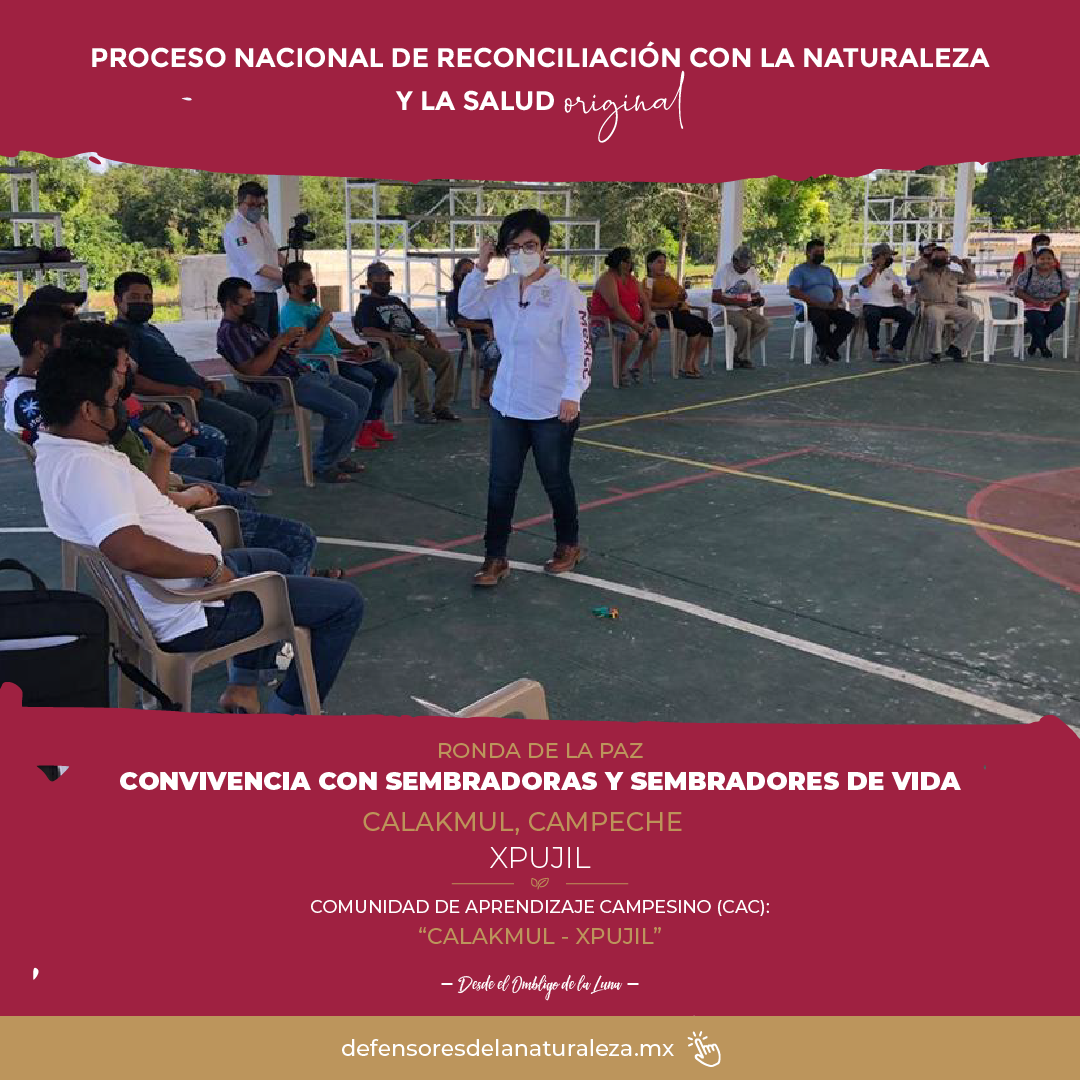 PROCESO NACIONAL DE RECONCILIACIÓN CON LA NATURALEZA
Y LA SALUD original
RONDA DE LA PAZ
CONVIVENCIA CON SEMBRADORAS Y SEMBRADORES DE VIDA
CALAKMUL, CAMPECHE
XPUJIL
COMUNIDAD DE APRENDIZAJE CAMPESINO (CAC):
“CALAKMUL - XPUJIL”
— Desde el Ombligo de la Luna —
defensoresdelanaturaleza.mx